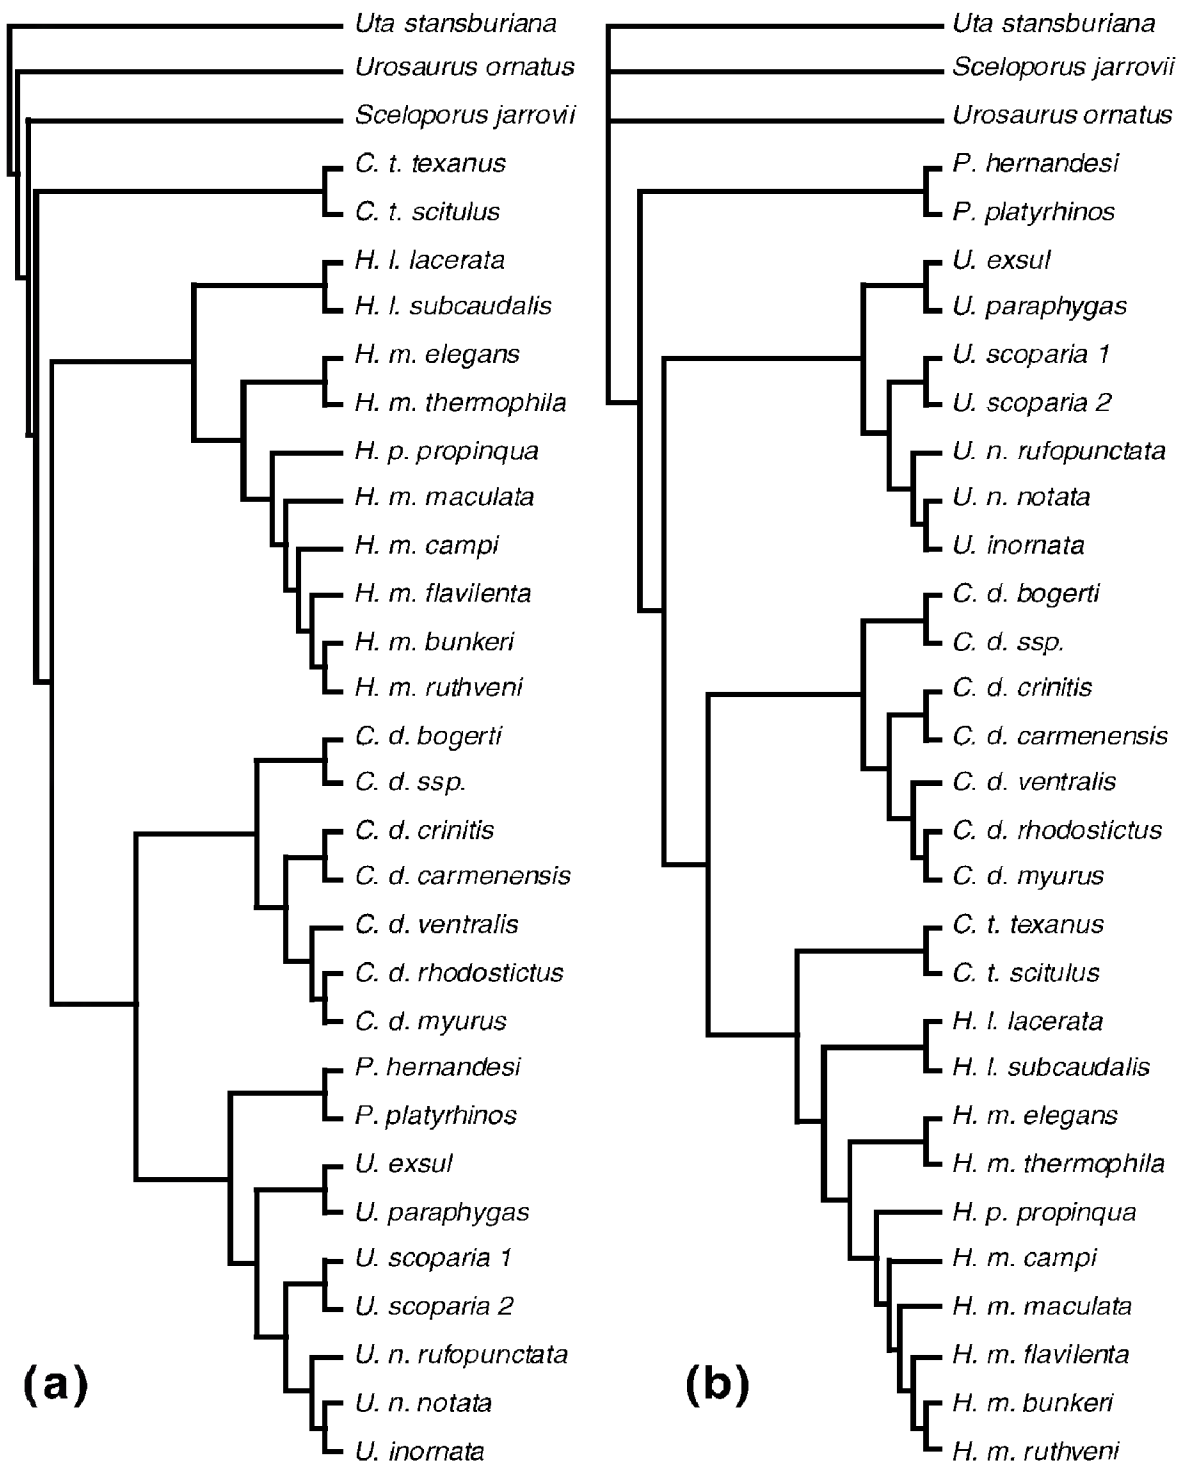 Uta stansburiana
Urosaurus ornatus
Sceloporus jarrovii
C. t. texanus
C. t. scitulus
H. l. lacerata
H. l. subcaudalis
H. m. elegans
H. m. thermophila
H. p. propinqua
H. m. maculata
H. m. campi
H. m. flavilenta
H. m. bunkeri
H. m. ruthveni
C. d. bogerti
C. d. ssp.
C. d. crinitis
C. d. carmenensis
C. d. ventralis
C. d. rhodostictus
C. d. myurus
P. hernandesi
P. platyrhinos
U. exsul
U. paraphygas
U. scoparia 1
U. scoparia 2
U. n. rufopunctata
U. n. notata
U. inornata
(a)
Uta stansburiana
Sceloporus jarrovii
Urosaurus ornatus
P. hernandesi
P. platyrhinos
U. exsul
U. paraphygas
U. scoparia 1
U. scoparia 2
U. n. rufopunctata
U. n. notata
U. inornata
C. d. bogerti
C. d. ssp.
C. d. crinitis
C. d. carmenensis
C. d. ventralis
C. d. rhodostictus
C. d. myurus
C. t. texanus
C. t. scitulus
H. l. lacerata
H. l. subcaudalis
H. m. elegans
H. m. thermophila
H. p. propinqua
H. m. campi
H. m. maculata
H. m. flavilenta
H. m. bunkeri
H. m. ruthveni
(b)